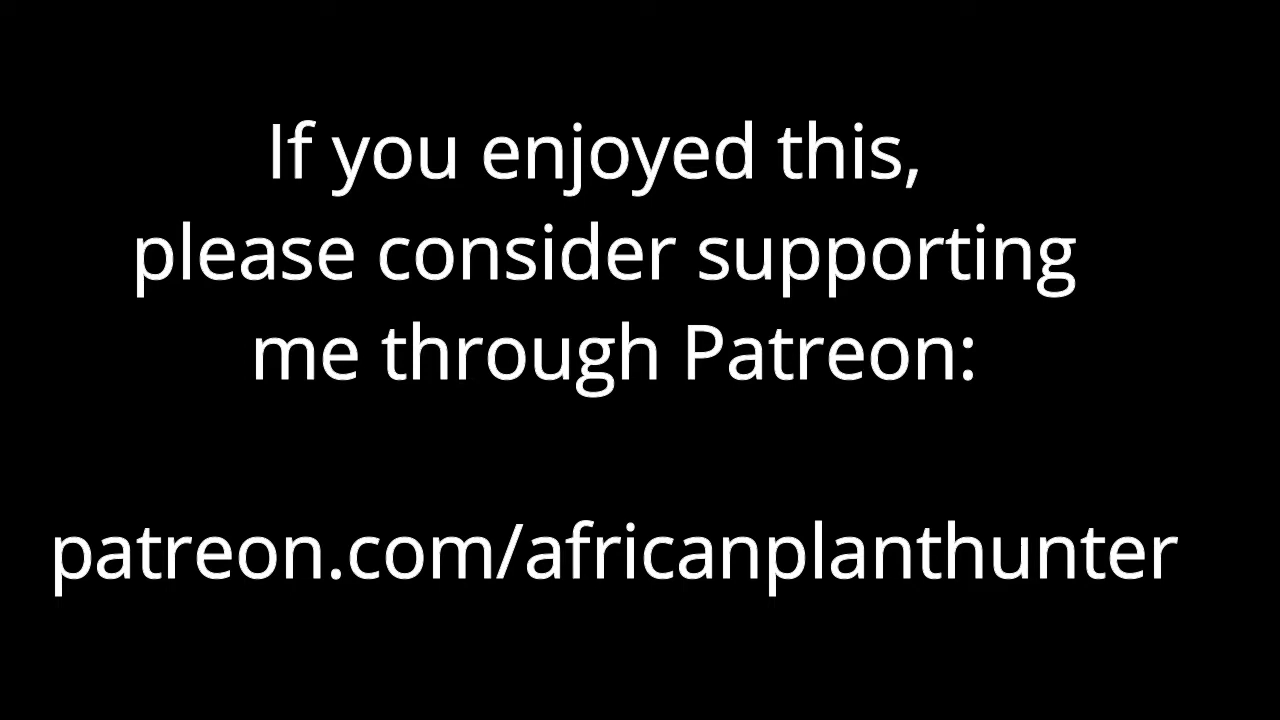 If you enjoyed this,
please consider supporting
me through Patreon:
patreon.com/africanplanthunter